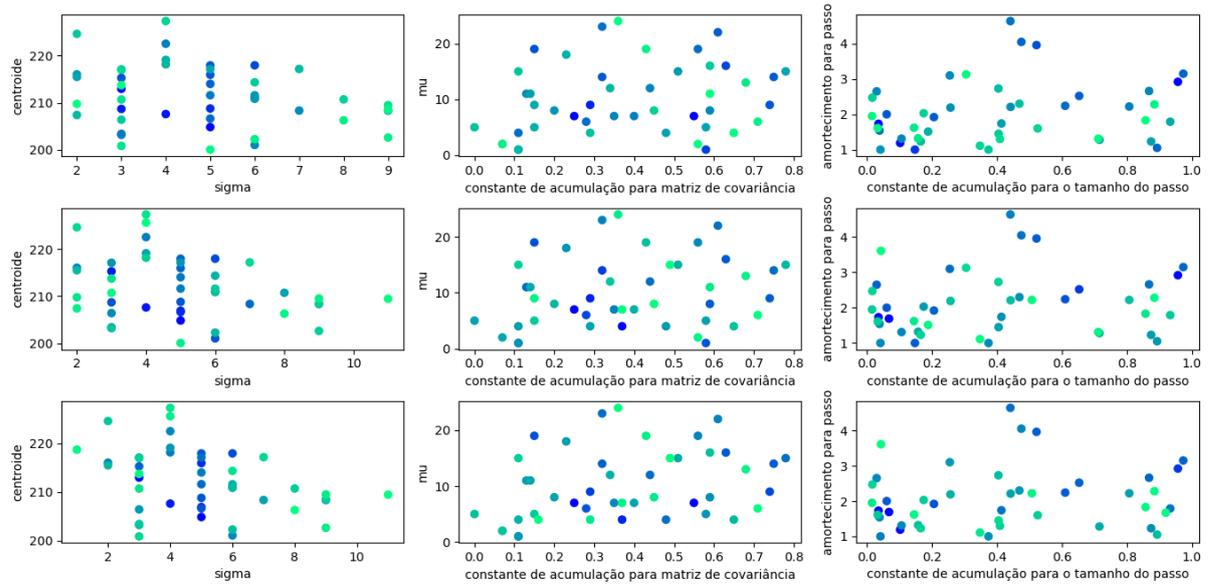 centroide
220
210
200
2 3 4 5 6 7 8 9
sigma
mu
20
10
0
0.0 0.1 0.2 0.3 0.4 0.5 0.6 0.7 0.8
constante de acumulação para matriz de covariância
amortecimento para passo
4
3
2
1
0.0 0.2 0.4 0.6 0.8 1.0
constante de acumulação para o tamanho do passo
centroide
220
210
200
2 4 6 8 10
sigma
mu
20
10
0
0.0 0.1 0.2 0.3 0.4 0.5 0.6 0.7 0.8
constante de acumulação para matriz de covariância
amortecimento para passo
4
3
2
1
0.0 0.2 0.4 0.6 0.8 1.0
constante de acumulação para o tamanho do passo
centroide
220
210
200
2 4 6 8 10
sigma
mu
20
10
0
0.0 0.1 0.2 0.3 0.4 0.5 0.6 0.7 0.8
constante de acumulação para matriz de covariância
amortecimento para passo
4
3
2
1
0.0 0.2 0.4 0.6 0.8 1.0
constante de acumulação para o tamanho do passo